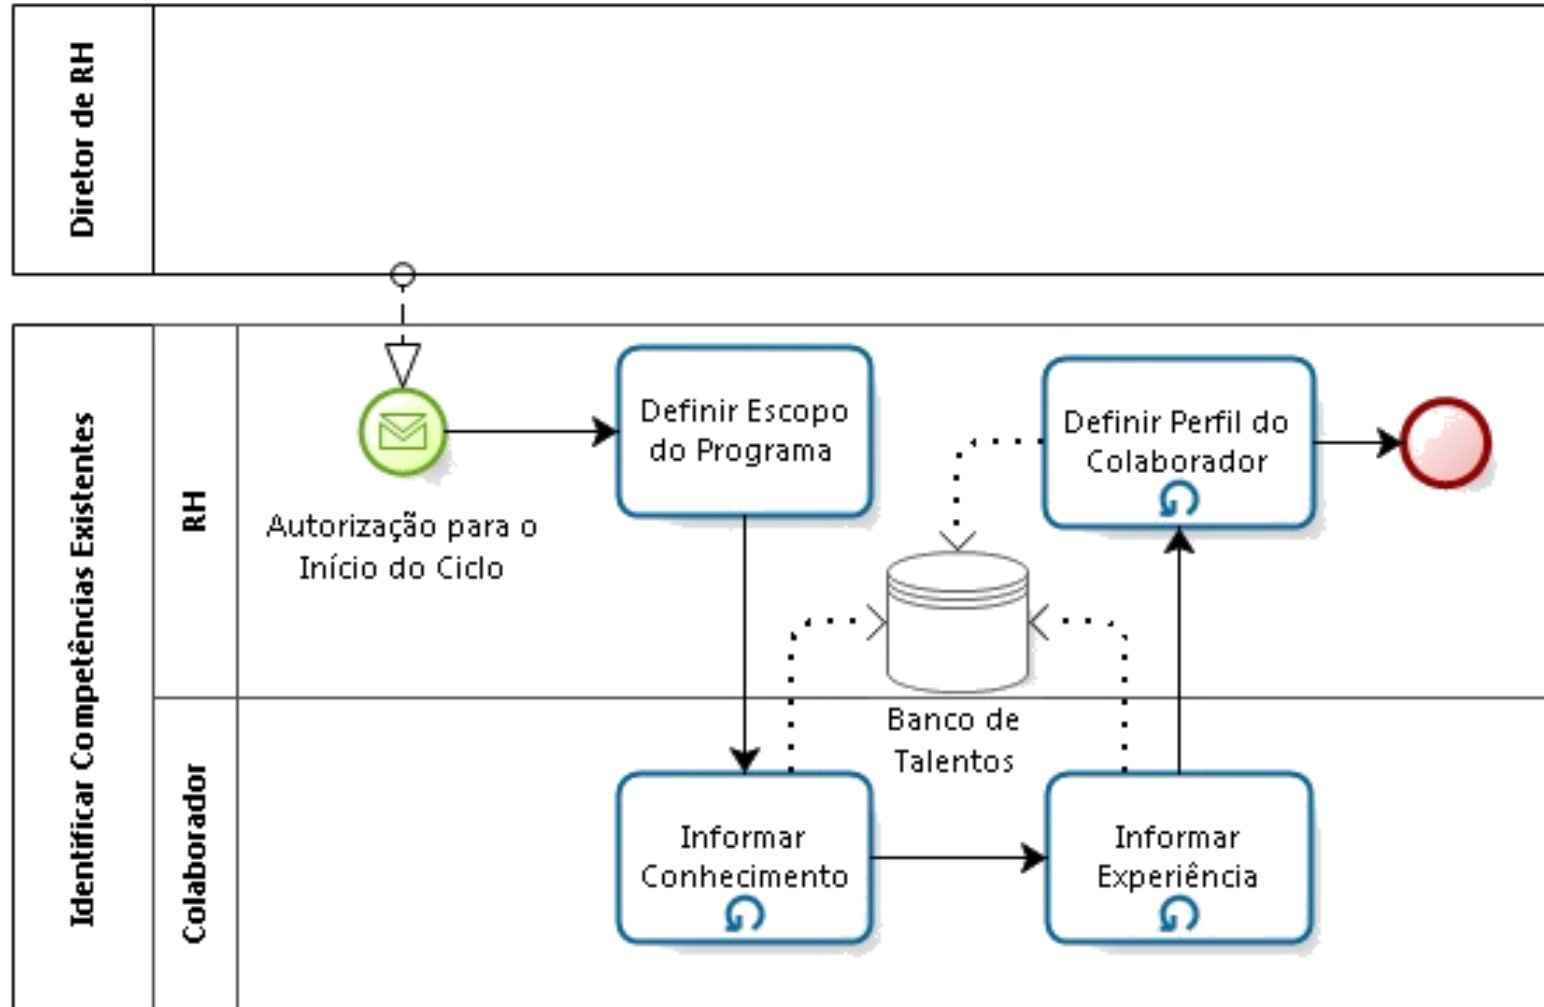 Diretor de RH
Identificar Competências Existentes
RH
Autorização para o
Início do Ciclo
Definir Escopo
do Programa
Definir Perfil do
Colaborador
Banco de
Talentos
Colaborador
Informar
Conhecimento
Informar
Experiência